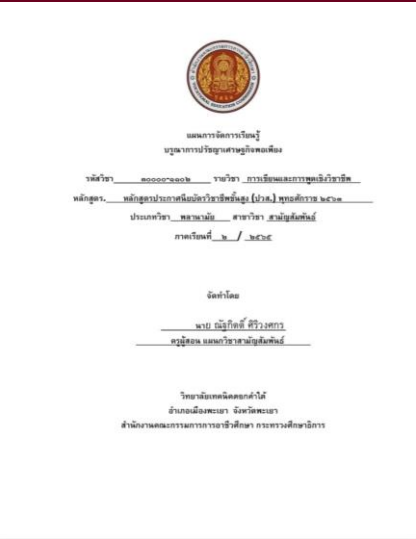 แผนการจัดการเรียนรู้
บูรณาการปรัชญาเศรษฐกิจพอเพียง
รหัสวิชา ๓๐๐๐๐-๑๑๐๒ รายวิชา การเขียนและการพูดเชิงวิชาชีพ
หลักสูตร. หลักสูตรประกาศนียบัตรวิชาชีพชั้นสูง (ปวส.) พุทธศักราช ๒๕๖๓
ประเภทวิชา พลานามัย สาขาวิชา สามัญสัมพันธ์
ภาคเรียนที่ ๒ / ๒๕๖๕
จัดทำโดย
นาย ณัฐกิตติ์ ศิริวงศกร
ครูผู้สอน แผนกวิชาสามัญสัมพันธ์
วิทยาลัยเทคนิคดอกคำใต้
อำเภอเมืองพะเยา จังหวัดพะเยา
สำนักงานคณะกรรมการการอาชีวศึกษา กระทรวงศึกษาธิการ